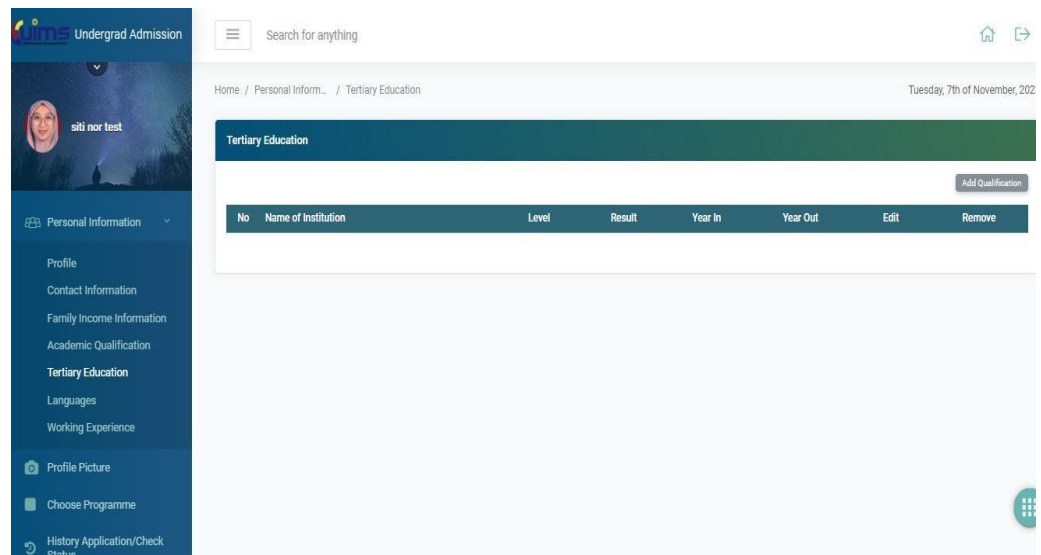 uims Undergrad Admission
Search for anything
Home / Personal Inform... / Tertiary Education
Tuesday, 7th of November, 202
siti nor test
Tertiary Education
Add Qualification
No Name of Institution Level Result Year In Year Out Edit Remove
Personal Information
Profile
Contact Information
Family Income Information
Academic Qualification
Tertiary Education
Languages
Working Experience
Profile Picture
Choose Programme
History Application/Check
Status